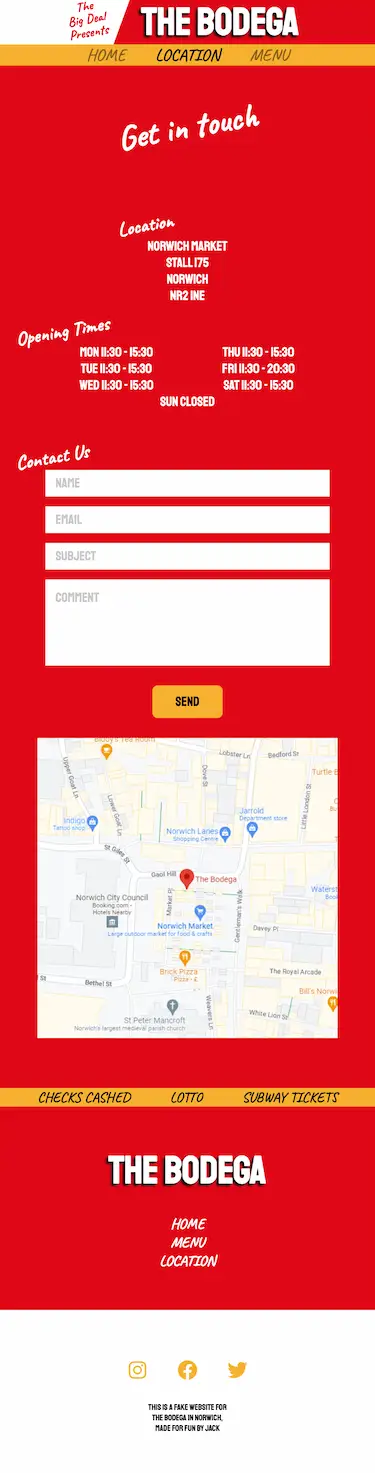 The
Big Deal
Presents
THE BODEGA
HOME LOCATION MENU
Get in touch
Location
NORWICH MARKET
STALL 175
NORWICH
NR2 1NE
Opening Times
MON 11:30 - 15:30 THU 11:30 - 15:30
TUE 11:30 - 15:30 FRI 11:30 - 20:30
WED 11:30 - 15:30 SAT 11:30 - 15:30
SUN CLOSED
Contact Us
NAME
EMAIL
SUBJECT
COMMENT
SEND
Bibby's Tea Room
Lobster Ln
Bedford St
Upper Goat Ln
Dove St
Turtle
Lower Goat Ln
Little London St
Indigo
Tattoo shop
Jarrold
Department store
Norwich Lanes
Shopping Centre
St Giles St
Gaol Hill
The Bodega
Waterst
Boo
Norwich City Council
Booking.com -
Hotels Nearby
Market Pl
Gentleman's Walk
Norwich Market
Large outdoor market for food & crafts
Davey Pl
Brick Pizza
Pizza - £
The Royal Arcade
St
Bethel St
Bill's Norwi
Weavers Ln
White Lion St
St Peter Mancroft
Norwich's largest medieval parish church
CHECKS CASHED LOTTO SUBWAY TICKETS
THE BODEGA
HOME
MENU
LOCATION
THIS IS A FAKE WEBSITE FOR
THE BODEGA IN NORWICH,
MADE FOR FUN BY JACK